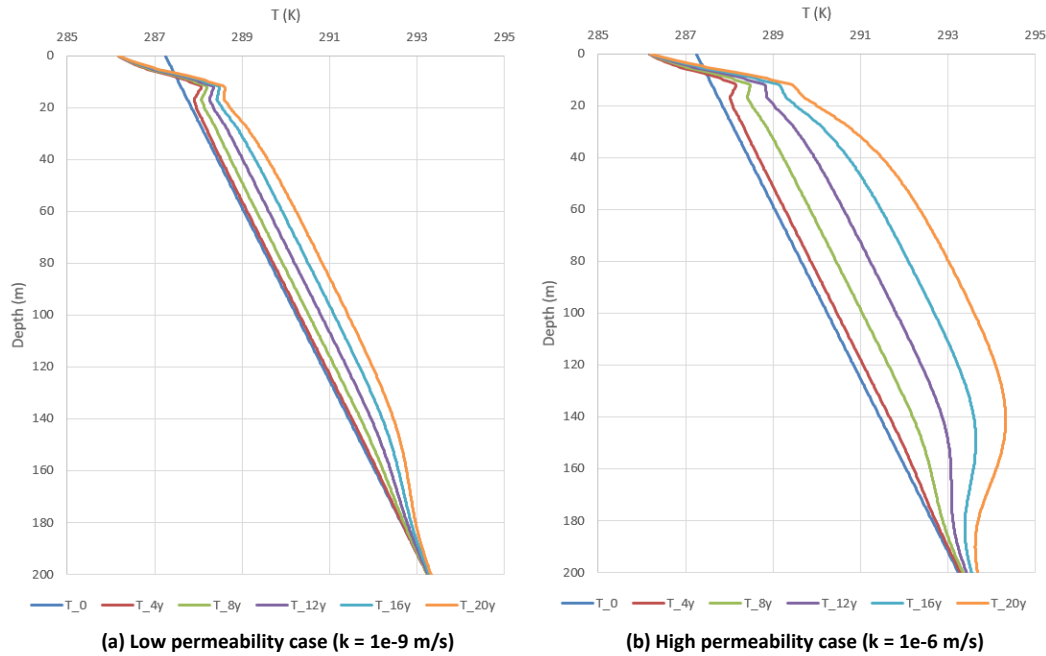 T (K)
285 287 289 291 293 295
0
20
40
60
80
100
120
140
160
180
200
Depth (m)
T_0 T_4y T_8y T_12y T_16y T_20y
(a) Low permeability case (k = 1e-9 m/s)
T (K)
285 287 289 291 293 295
0
20
40
60
80
100
120
140
160
180
200
Depth (m)
T_0 T_4y T_8y T_12y T_16y T_20y
(b) High permeability case (k = 1e-6 m/s)